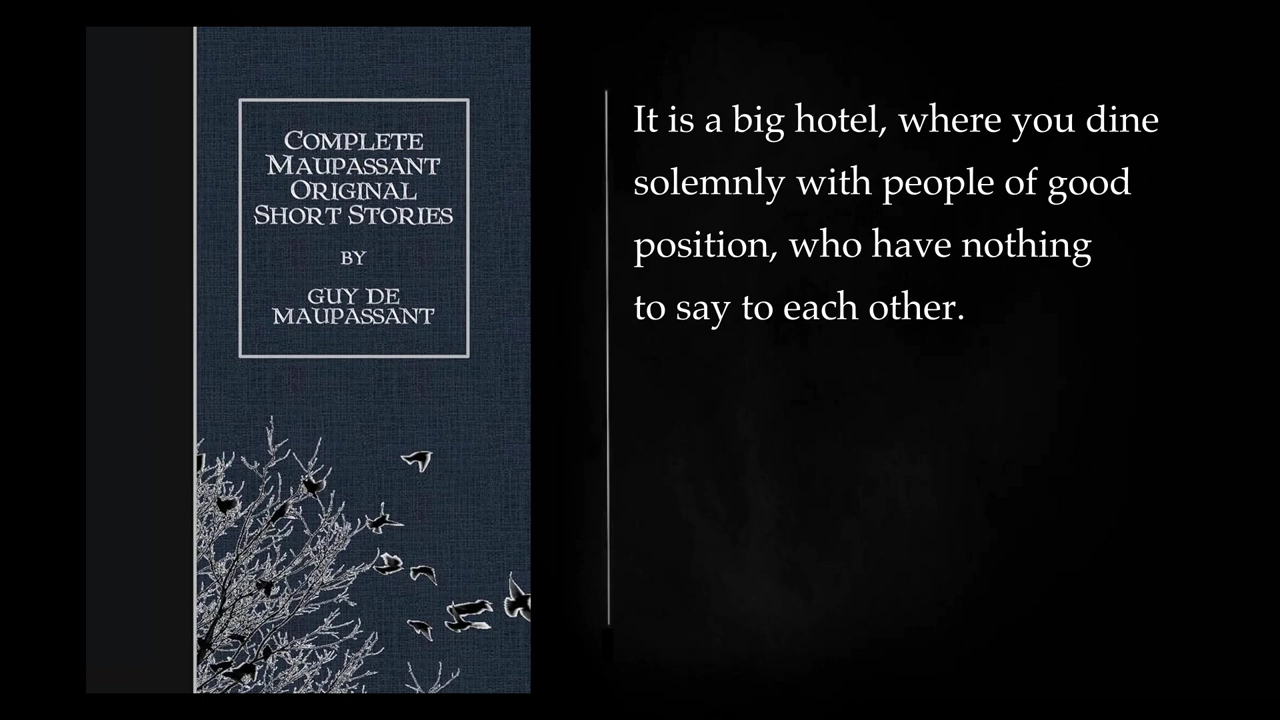 COMPLETE
MAUPASSANT
ORIGINAL
SHORT STORIES
BY
GUY DE
MAUPASSANT
It is a big hotel, where you dine
solemnly with people of good
position, who have nothing
to say to each other.